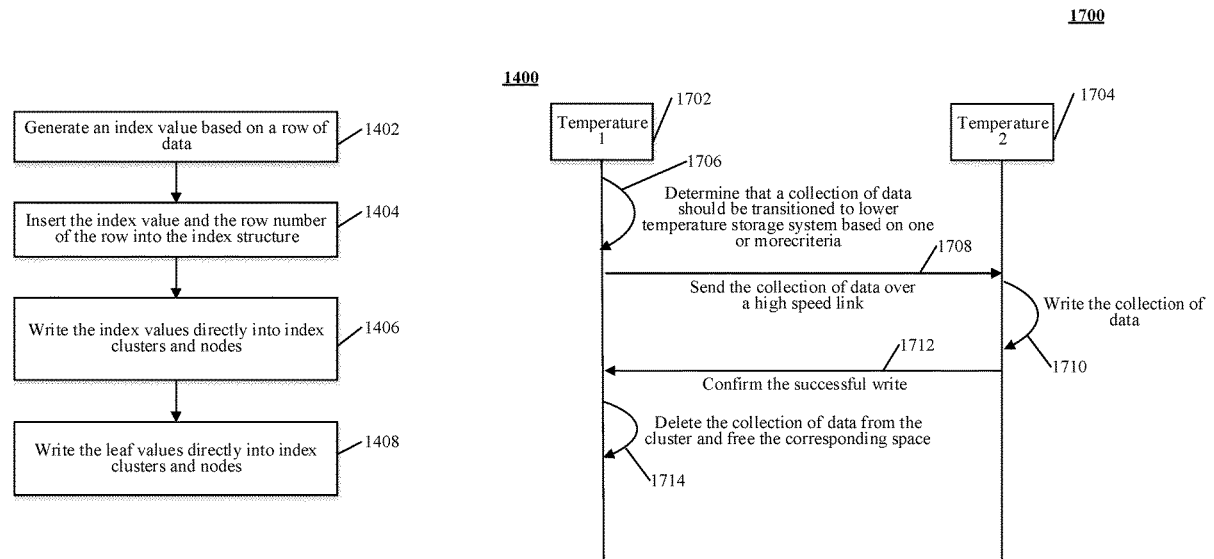 1700
1400
Generate an index value based on a row of
data
1402
Insert the index value and the row number
of the row into the index structure
1404
Write the index values directly into index
clusters and nodes
1406
Write the leaf values directly into index
clusters and nodes
1408
Temperature
1
1702
Temperature
2
1704
1706
Determine that a collection of data
should be transitioned to lower
temperature storage system based on one
or morecriteria
1708
Send the collection of data over
a high speed link
Write the collection of
data
1710
1712
Confirm the successful write
Delete the collection of data from the
cluster and free the corresponding space
1714